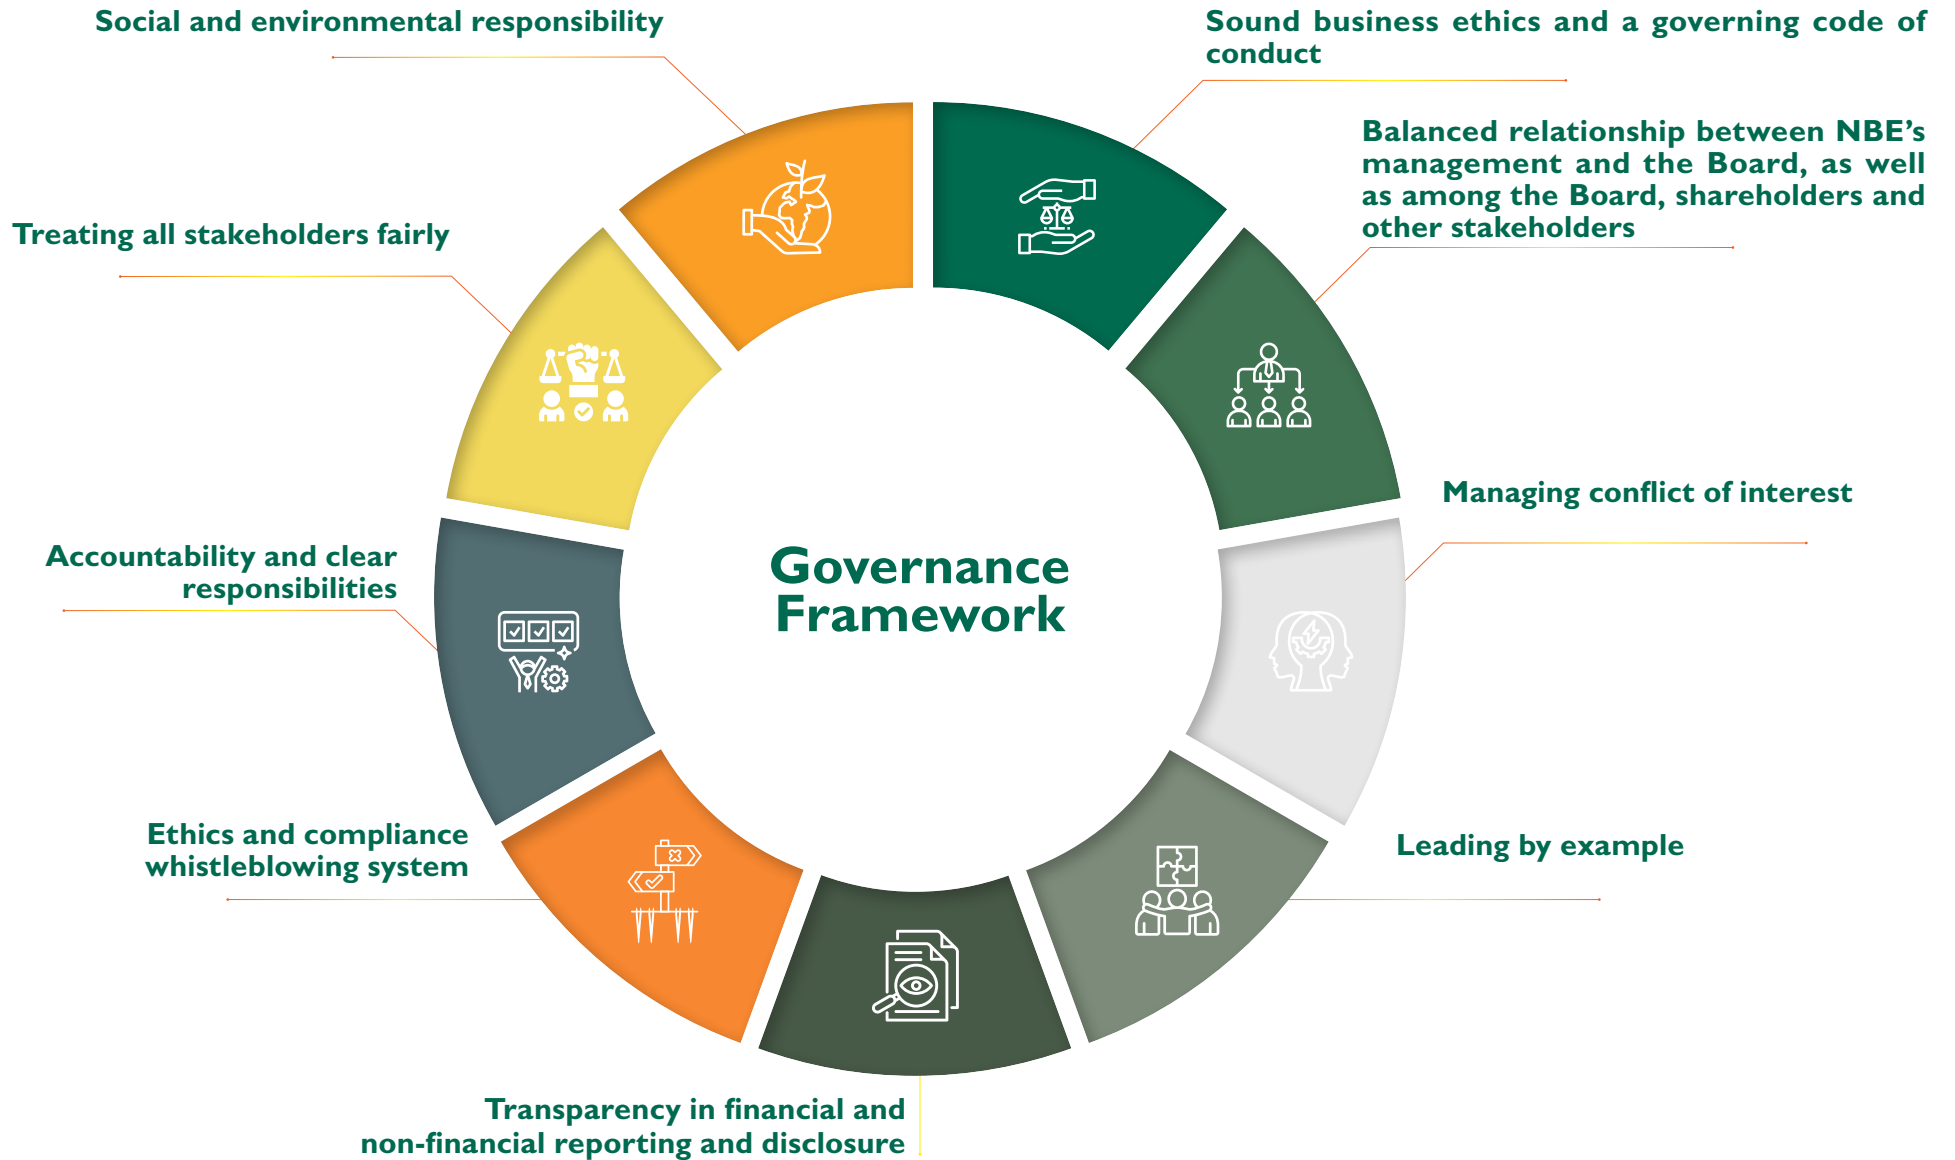 Social and environmental responsibility
Sound business ethics and a governing code of
conduct
Balanced relationship between NBE’s
management and the Board, as well
as among the Board, shareholders and
other stakeholders
Treating all stakeholders fairly
Managing conflict of interest
Governance
Framework
Accountability and clear
responsibilities
Ethics and compliance
whistleblowing system
Leading by example
Transparency in financial and
non-financial reporting and disclosure